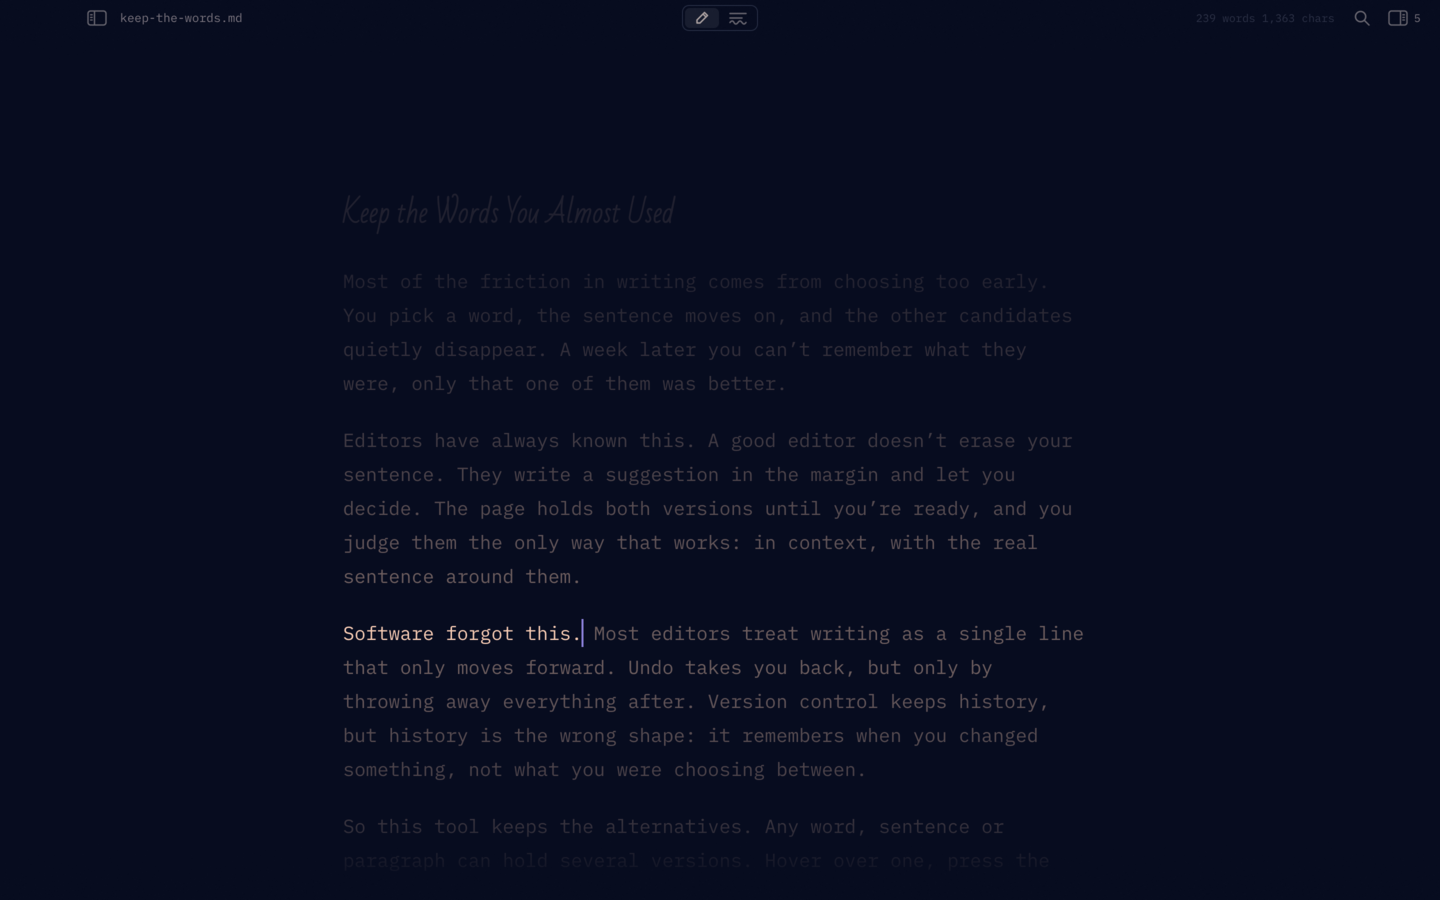 keep-the-words.md
239 words 1,363 chars
5
Keep the Words You Almost Used
Most of the friction in writing comes from choosing too early.
You pick a word, the sentence moves on, and the other candidates
quietly disappear. A week later you can’t remember what they
were, only that one of them was better.
Editors have always known this. A good editor doesn’t erase your
sentence. They write a suggestion in the margin and let you
decide. The page holds both versions until you’re ready, and you
judge them the only way that works: in context, with the real
sentence around them.
Software forgot this. Most editors treat writing as a single line
that only moves forward. Undo takes you back, but only by
throwing away everything after. Version control keeps history,
but history is the wrong shape: it remembers when you changed
something, not what you were choosing between.
So this tool keeps the alternatives. Any word, sentence or
paragraph can hold several versions. Hover over one, press the